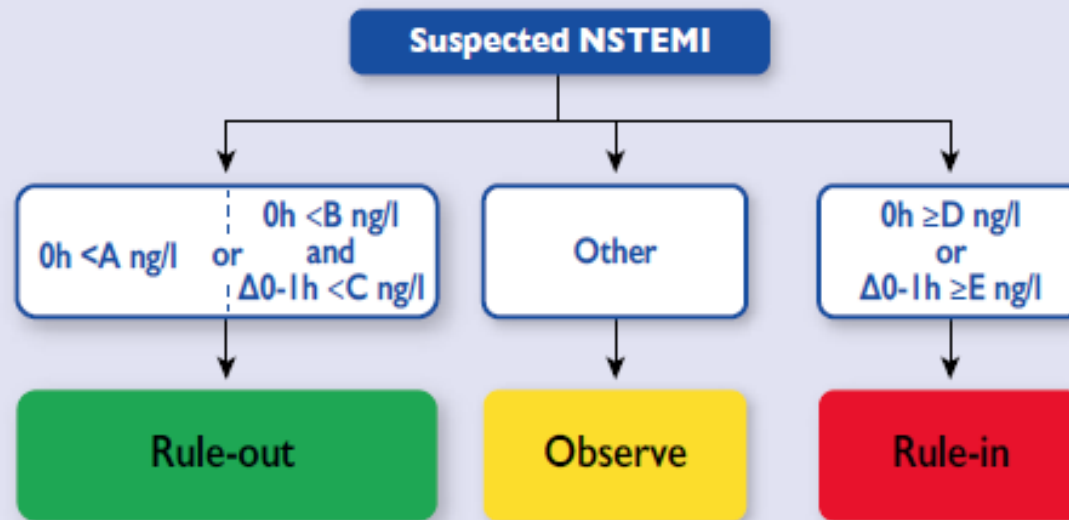 Suspected NSTEMI
0h <A ng/l or
0h <B ng/l
and
Δ0-1h <C ng/l
Other
0h ≥D ng/l
or
Δ0-1h ≥E ng/l
Rule-out
Observe
Rule-in